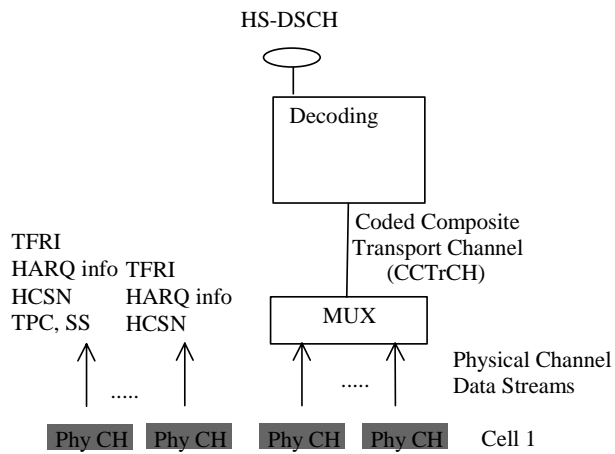 HS-DSCH
Decoding
Coded Composite
Transport Channel
(CCTrCH)
TFRI
HARQ info
HCSN
TPC, SS
TFRI
HARQ info
HCSN
MUX
Physical Channel
Data Streams
.....
.....
Phy CH
Phy CH
Phy CH
Phy CH
Cell 1